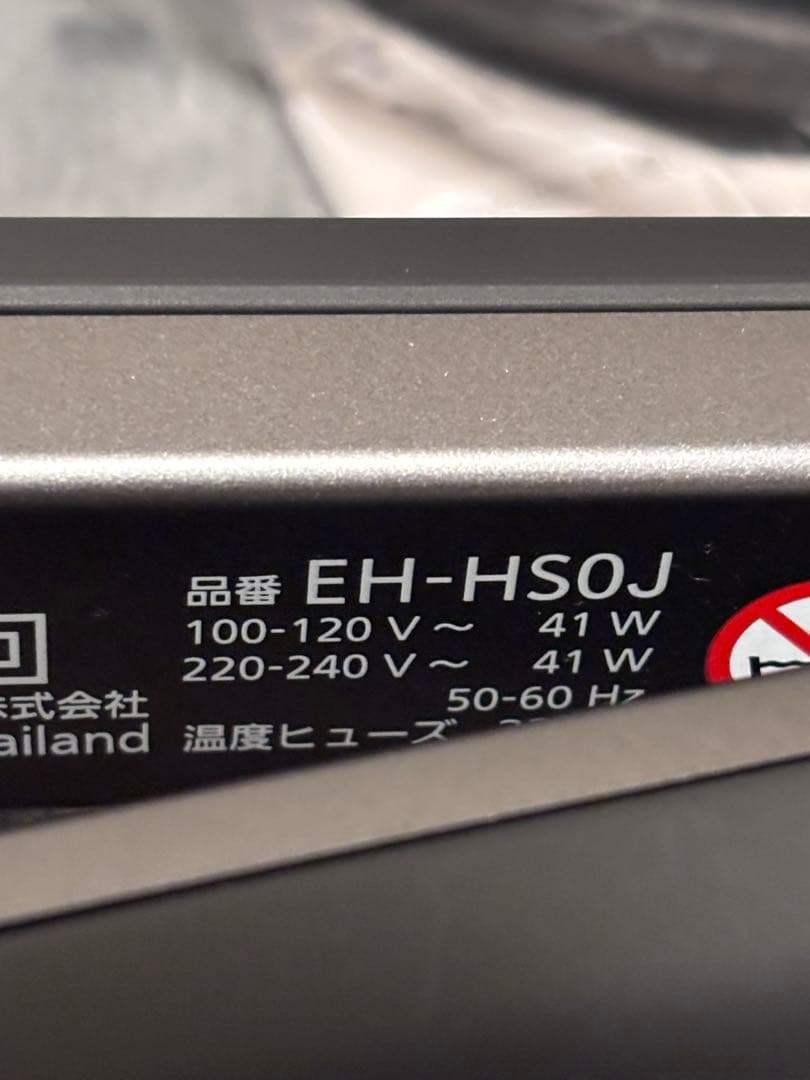 品番 EH-HS0J
100-120 V～ 41 W
220-240 V～ 41 W
50-60 Hz
株式会社
ailand 温度ヒューズ